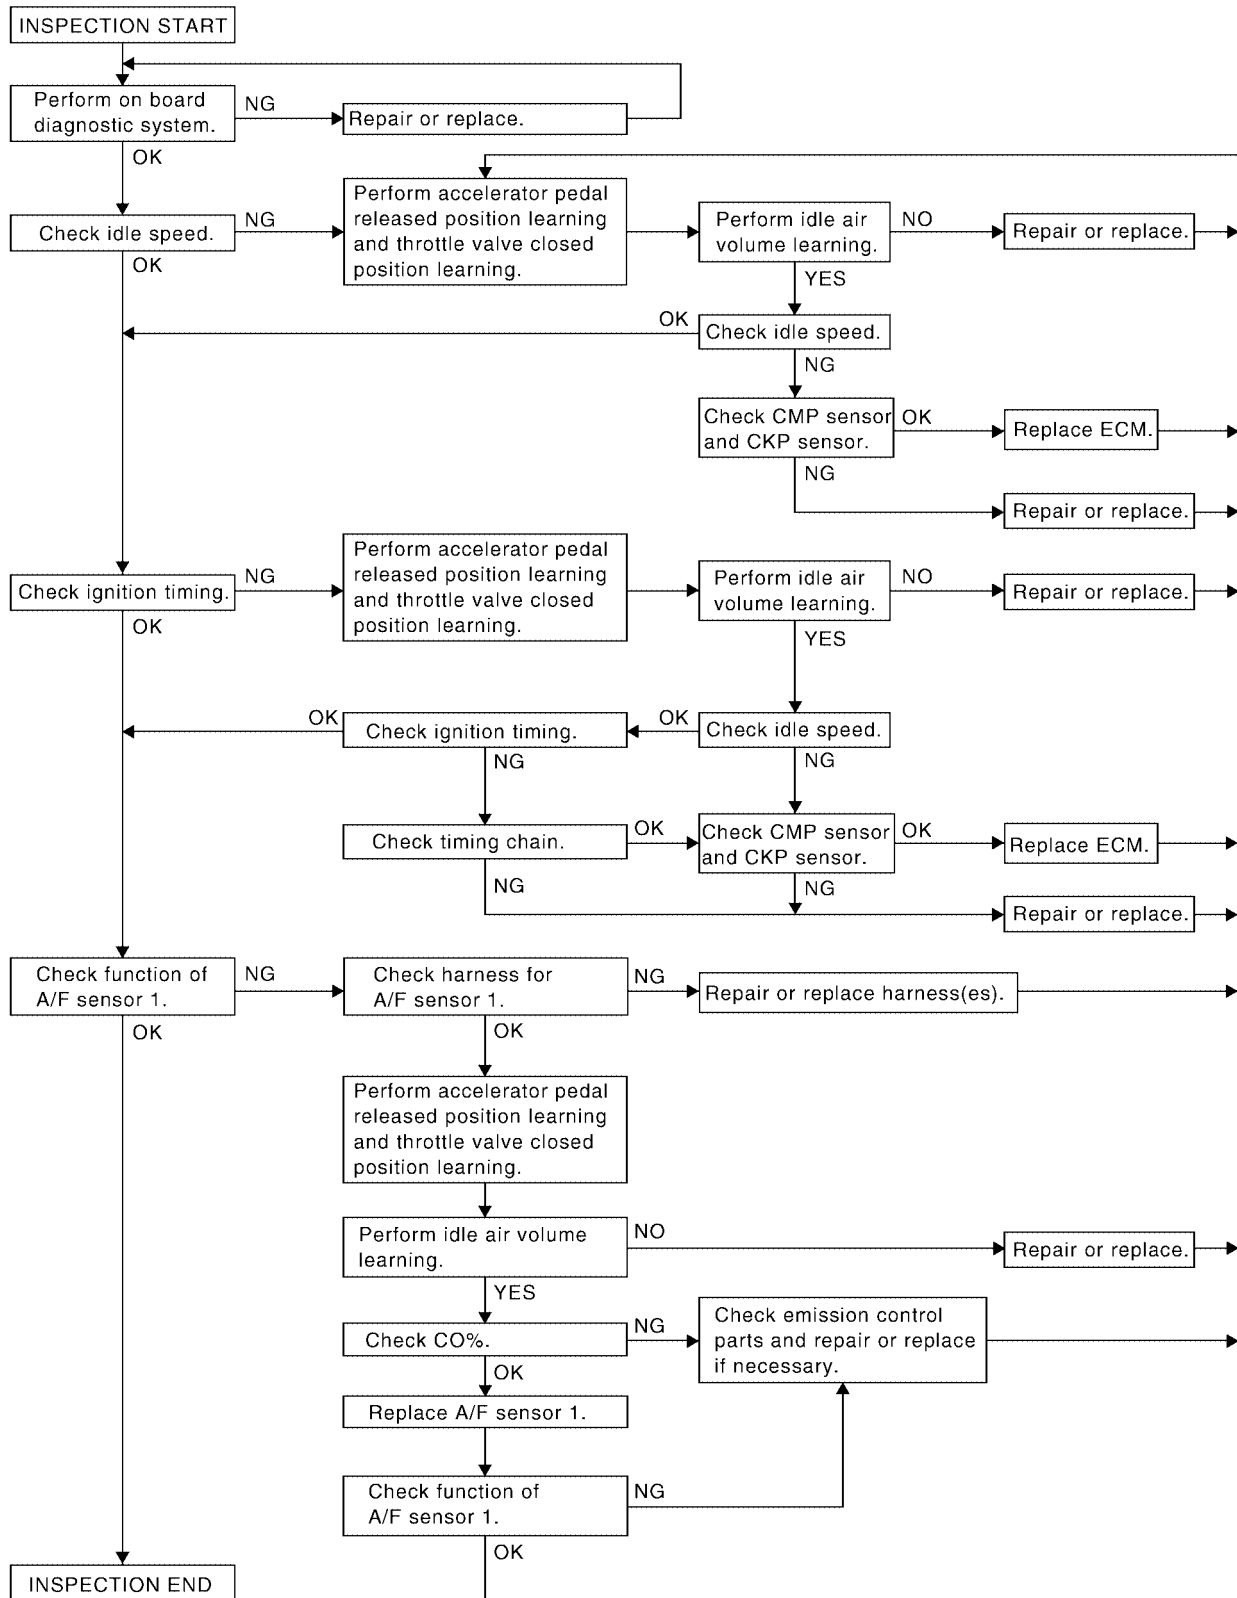 INSPECTION START
Perform on board
diagnostic system.
NG
Repair or replace.
OK
Check idle speed.
NG
Perform accelerator pedal
released position learning
and throttle valve closed
position learning.
Perform idle air
volume learning.
NO
Repair or replace.
OK
YES
OK
Check idle speed.
NG
Check CMP sensor
and CKP sensor.
OK
Replace ECM.
NG
Repair or replace.
Check ignition timing.
NG
Perform accelerator pedal
released position learning
and throttle valve closed
position learning.
Perform idle air
volume learning.
NO
Repair or replace.
OK
YES
OK
Check ignition timing.
OK
Check idle speed.
NG
NG
Check timing chain.
OK
Check CMP sensor
and CKP sensor.
OK
Replace ECM.
NG
NG
Repair or replace.
Check function of
A/F sensor 1.
NG
Check harness for
A/F sensor 1.
NG
Repair or replace harness(es).
OK
OK
Perform accelerator pedal
released position learning
and throttle valve closed
position learning.
Perform idle air volume
learning.
NO
Repair or replace.
YES
Check CO%.
NG
Check emission control
parts and repair or replace
if necessary.
OK
Replace A/F sensor 1.
Check function of
A/F sensor 1.
NG
OK
INSPECTION END